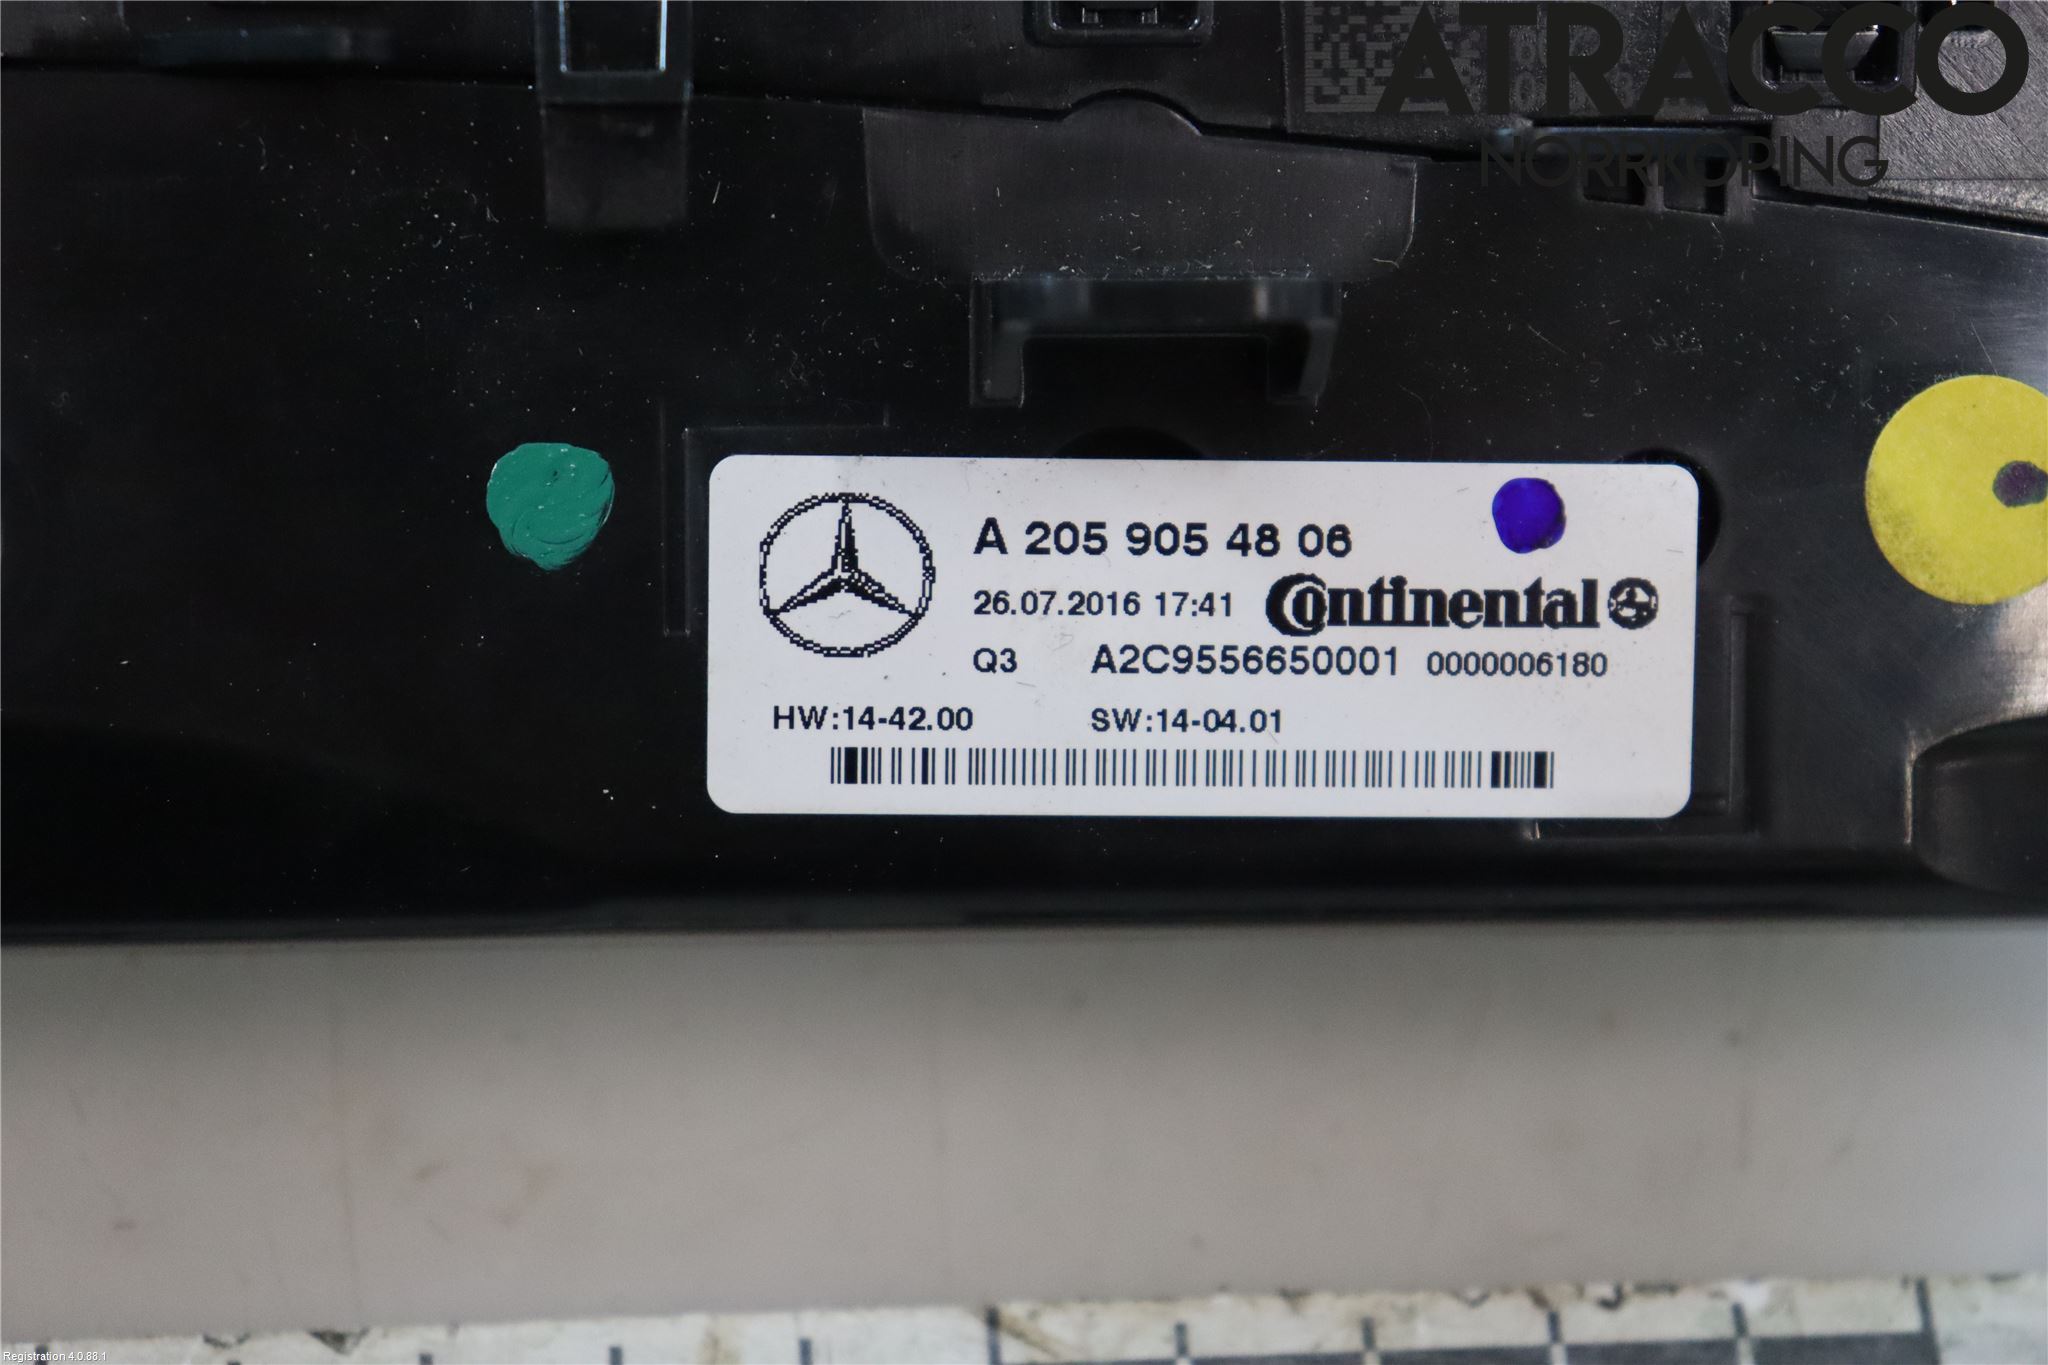 ATRACCO
NORRKÖPING
A 205 905 48 06
26.07.2016 17:41 Continental
Q3 A2C9556650001 0000006180
HW:14-42.00 SW:14-04.01
Registration 4.0.88.1